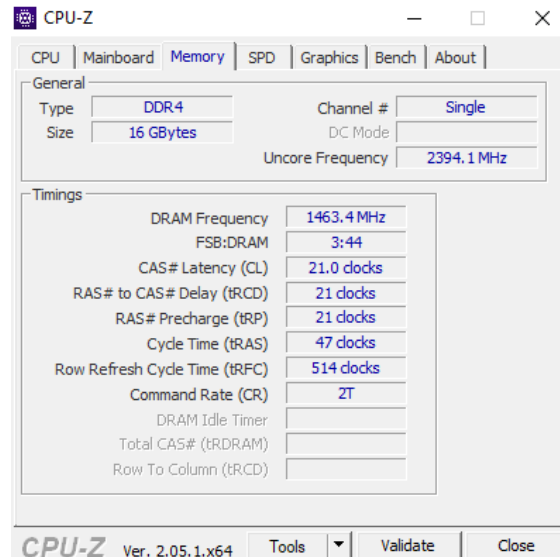 CPU-Z
CPU Mainboard Memory SPD Graphics Bench About
General
Type DDR4 Channel # Single
Size 16 GBytes DC Mode
Uncore Frequency 2394.1 MHz
Timings
DRAM Frequency 1463.4 MHz
FSB:DRAM 3:44
CAS# Latency (CL) 21.0 clocks
RAS# to CAS# Delay (tRCD) 21 clocks
RAS# Precharge (tRP) 21 clocks
Cycle Time (tRAS) 47 clocks
Row Refresh Cycle Time (tRFC) 514 clocks
Command Rate (CR) 2T
DRAM Idle Timer
Total CAS# (tRDRAM)
Row To Column (tRCD)
CPU-Z Ver. 2.05.1.x64 Tools Validate Close